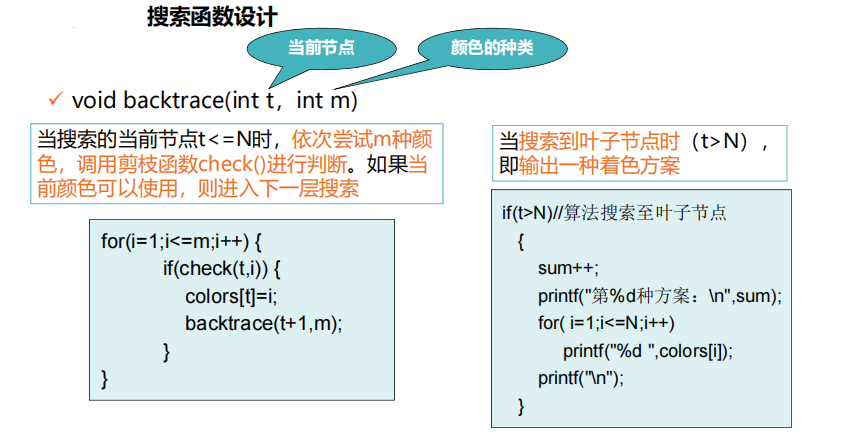 搜索函数设计
当前节点
颜色的种类
✓ void backtrace(int t，int m)
当搜索的当前节点t<=N时，依次尝试m种颜
色，调用剪枝函数check()进行判断。如果当
前颜色可以使用，则进入下一层搜索
for(i=1;i<=m;i++) {
if(check(t,i)) {
colors[t]=i;
backtrace(t+1,m);
}
}
当搜索到叶子节点时（t>N），
即输出一种着色方案
if(t>N)//算法搜索至叶子节点
{
sum++;
printf("第%d种方案：\n",sum);
for( i=1;i<=N;i++)
printf("%d ",colors[i]);
printf("\n");
}